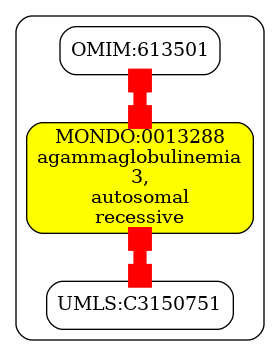 OMIM:613501
MONDO:0013288
agammaglobulinemia
3,
autosomal
recessive
UMLS:C3150751